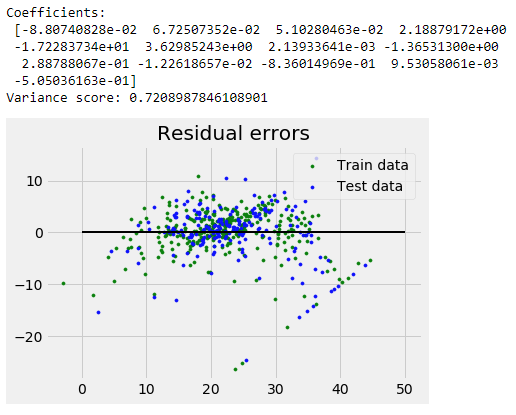 Coefficients:
[-8.80740828e-02 6.72507352e-02 5.10280463e-02 2.18879172e+00
-1.72283734e+01 3.62985243e+00 2.13933641e-03 -1.36531300e+00
2.88788067e-01 -1.22618657e-02 -8.36014969e-01 9.53058061e-03
-5.05036163e-01]
Variance score: 0.7208987846108901
Residual errors
Train data
Test data
10
0
−10
−20
0 10 20 30 40 50